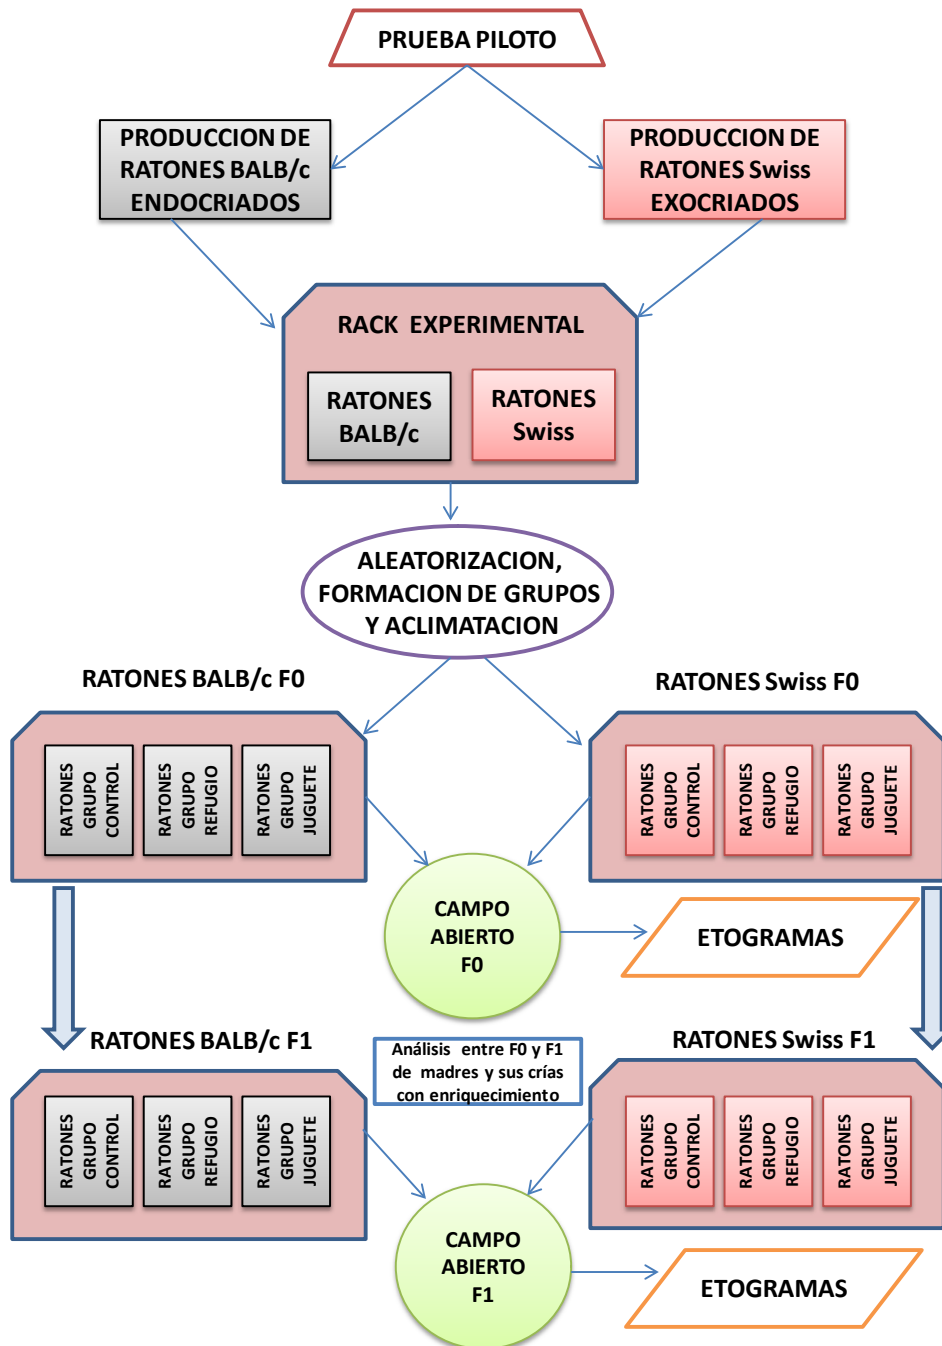 PRUEBA PILOTO
PRODUCCION DE
RATONES BALB/c
ENDOCRIADOS
PRODUCCION DE
RATONES Swiss
EXOCRIADOS
RACK EXPERIMENTAL
RATONES
BALB/c
RATONES
Swiss
ALEATORIZACION,
FORMACION DE GRUPOS
Y ACLIMATACION
RATONES BALB/c F0
RATONES
GRUPO
CONTROL
RATONES
GRUPO
REFUGIO
RATONES
GRUPO
JUGUETE
RATONES Swiss F0
RATONES
GRUPO
CONTROL
RATONES
GRUPO
REFUGIO
RATONES
GRUPO
JUGUETE
CAMPO
ABIERTO
F0
ETOGRAMAS
RATONES BALB/c F1
RATONES
GRUPO
CONTROL
RATONES
GRUPO
REFUGIO
RATONES
GRUPO
JUGUETE
Análisis entre F0 y F1
de madres y sus crías
con enriquecimiento
RATONES Swiss F1
RATONES
GRUPO
CONTROL
RATONES
GRUPO
REFUGIO
RATONES
GRUPO
JUGUETE
CAMPO
ABIERTO
F1
ETOGRAMAS